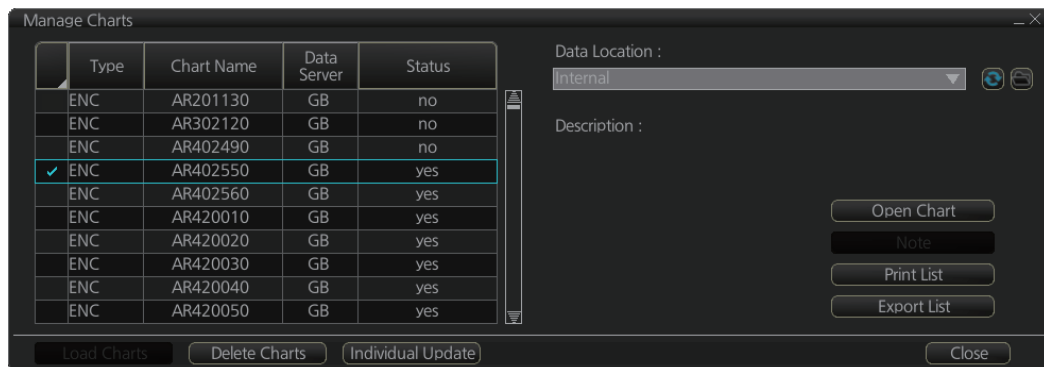 Manage Charts
Type Chart Name Data Server Status
ENC AR201130 GB no
ENC AR302120 GB no
ENC AR402490 GB no
ENC AR402550 GB yes
ENC AR402560 GB yes
ENC AR420010 GB yes
ENC AR420020 GB yes
ENC AR420030 GB yes
ENC AR420040 GB yes
ENC AR420050 GB yes
Data Location :
Internal
Description :
Open Chart
Note
Print List
Export List
Load Charts Delete Charts Individual Update Close